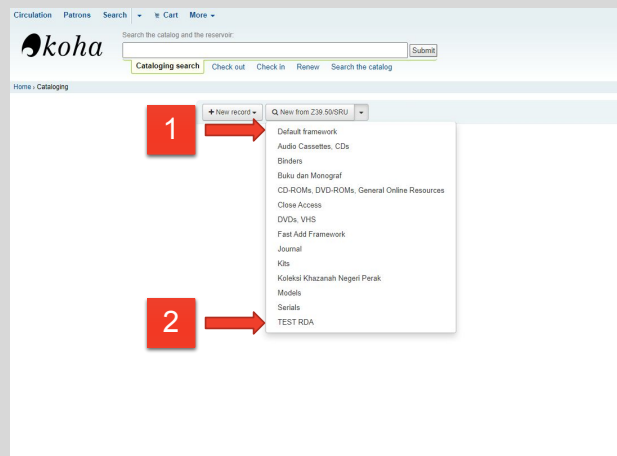 Circulation Patrons Search Cart More
koha
Search the catalog and the reservoir:
Submit
Cataloging search Check out Check in Renew Search the catalog
Home › Cataloging
1
+ New record New from Z39.50/SRU
Default framework
Audio Cassettes, CDs
Binders
Buku dan Monograf
CD-ROMs, DVD-ROMs, General Online Resources
Close Access
DVDs, VHS
Fast Add Framework
Journal
Kits
Koleksi Khazanah Negeri Perak
Models
Serials
2
TEST RDA